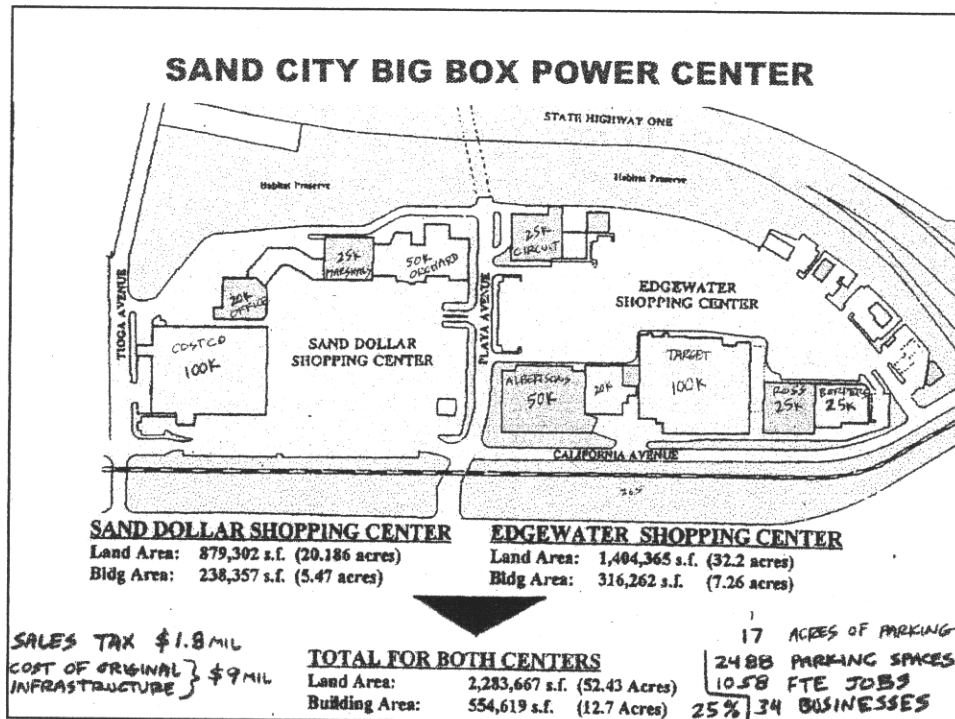 SAND CITY BIG BOX POWER CENTER
STATE HIGHWAY ONE
Habitat Preserve
Habitat Preserve
TIOGA AVENUE
PLAYA AVENUE
25K
MARSHALS
50K
ORCHARD
25K
CIRCUIT
20K
OFFICE
COSTCO
100K
SAND DOLLAR
SHOPPING CENTER
EDGEWATER
SHOPPING CENTER
ALBERTSONS
50K
20K
TARGET
100K
ROSS
25K
BORDERS
25K
CALIFORNIA AVENUE
SAND DOLLAR SHOPPING CENTER
Land Area: 879,302 s.f. (20.186 acres)
Bldg Area: 238,357 s.f. (5.47 acres)
EDGEWATER SHOPPING CENTER
Land Area: 1,404,365 s.f. (32.2 acres)
Bldg Area: 316,262 s.f. (7.26 acres)
SALES TAX $1.8 MIL
COST OF ORIGINAL INFRASTRUCTURE } $9 MIL
TOTAL FOR BOTH CENTERS
Land Area: 2,283,667 s.f. (52.43 Acres)
Building Area: 554,619 s.f. (12.7 Acres)
17 ACRES OF PARKING
2488 PARKING SPACES
1058 FTE JOBS
25% 34 BUSINESSES